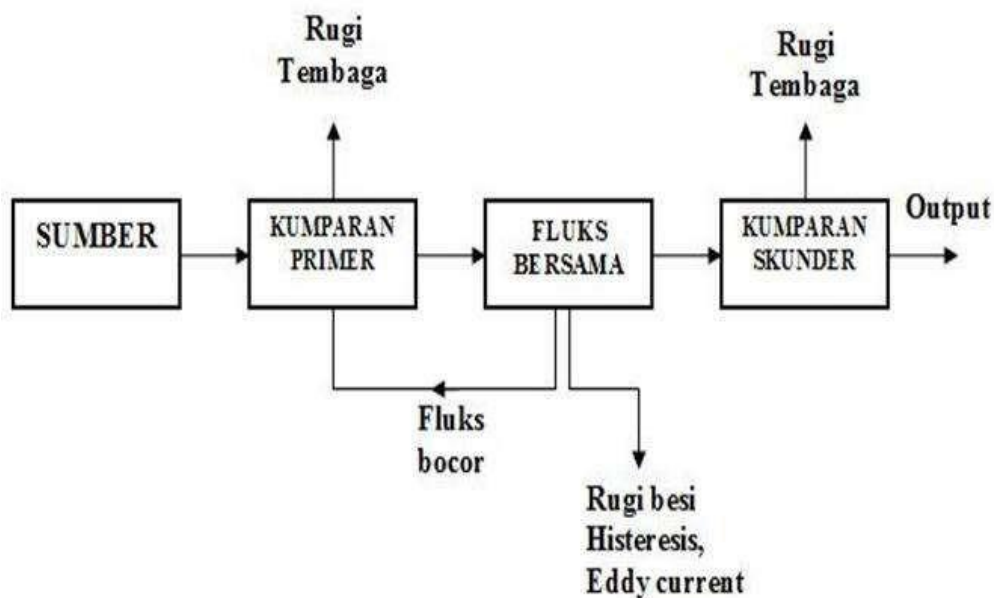 Rugi
Tembaga
Rugi
Tembaga
SUMBER
KUMPARAN
PRIMER
FLUKS
BERSAMA
KUMPARAN
SKUNDER
Output
Fluks
bocor
Rugi besi
Histeresis,
Eddy current